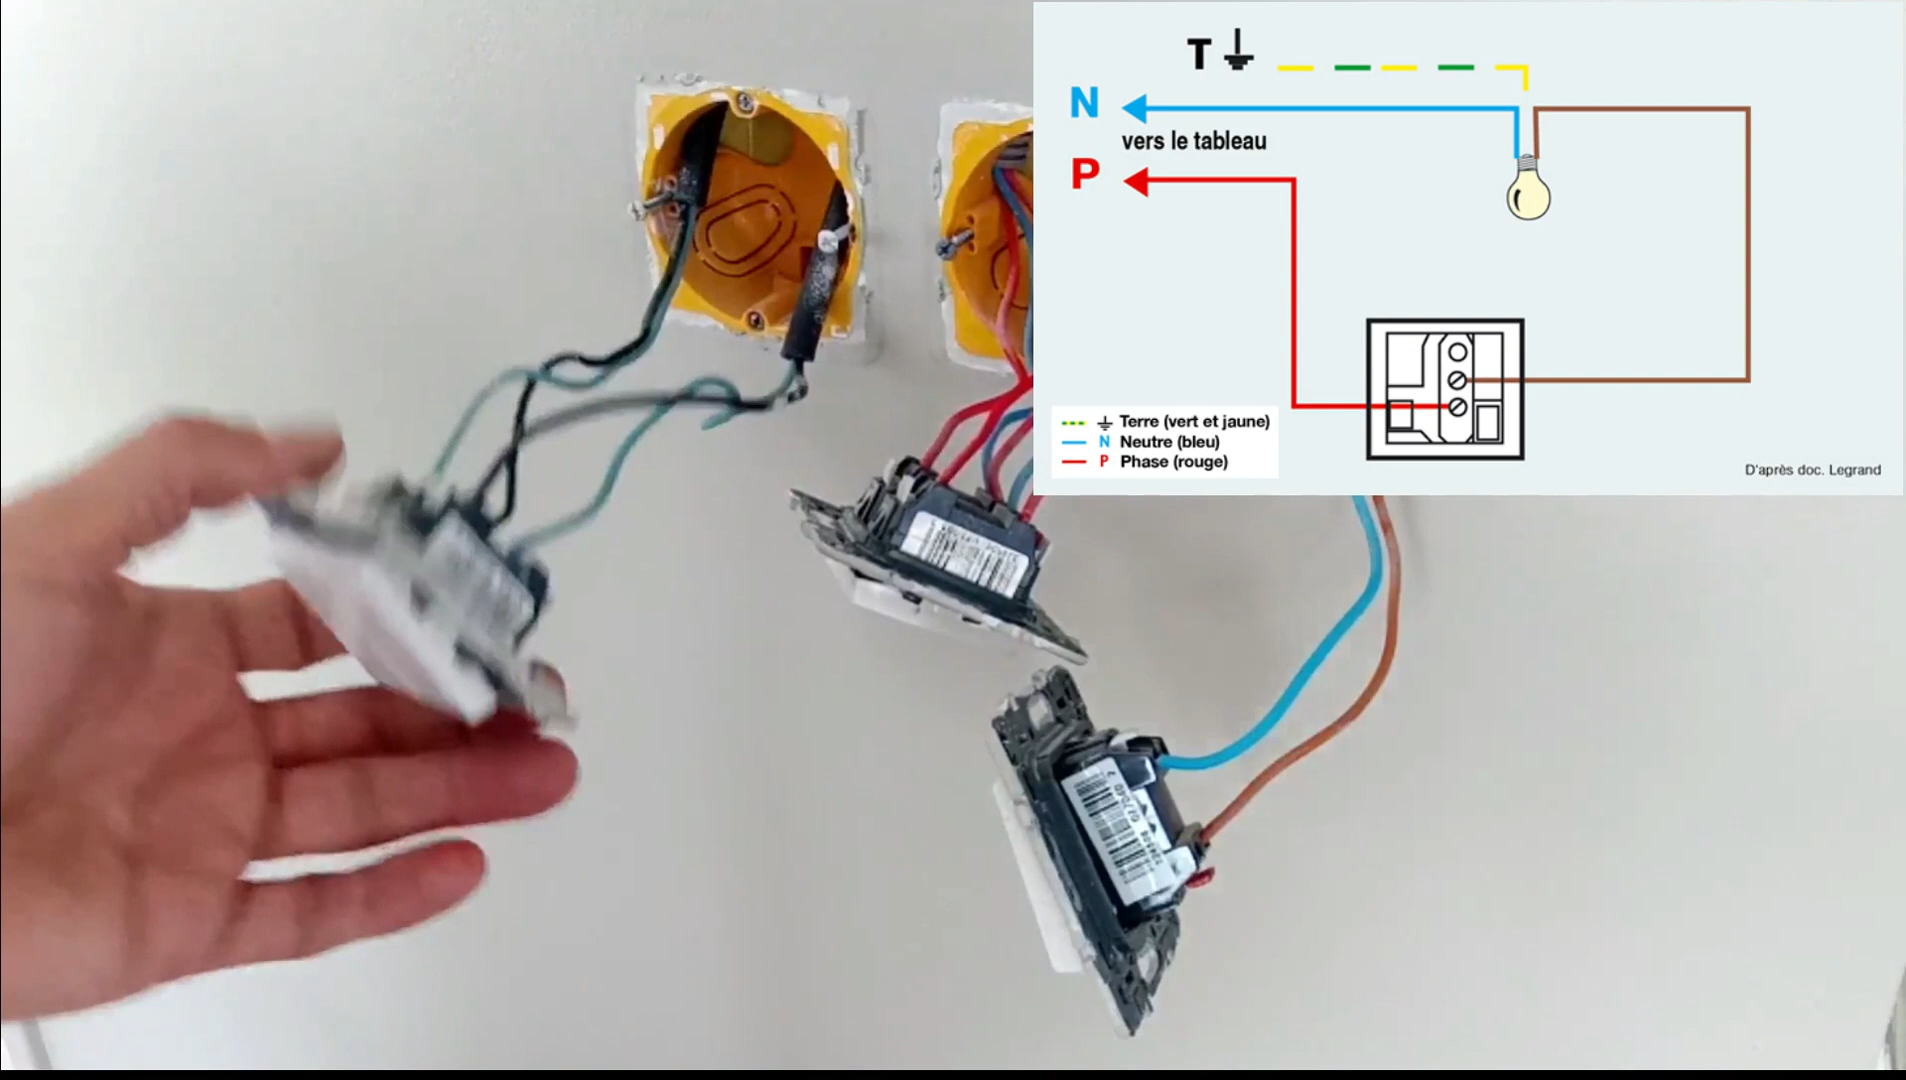 T
N
vers le tableau
P
Terre (vert et jaune)
N Neutre (bleu)
P Phase (rouge)
D'après doc. Legrand